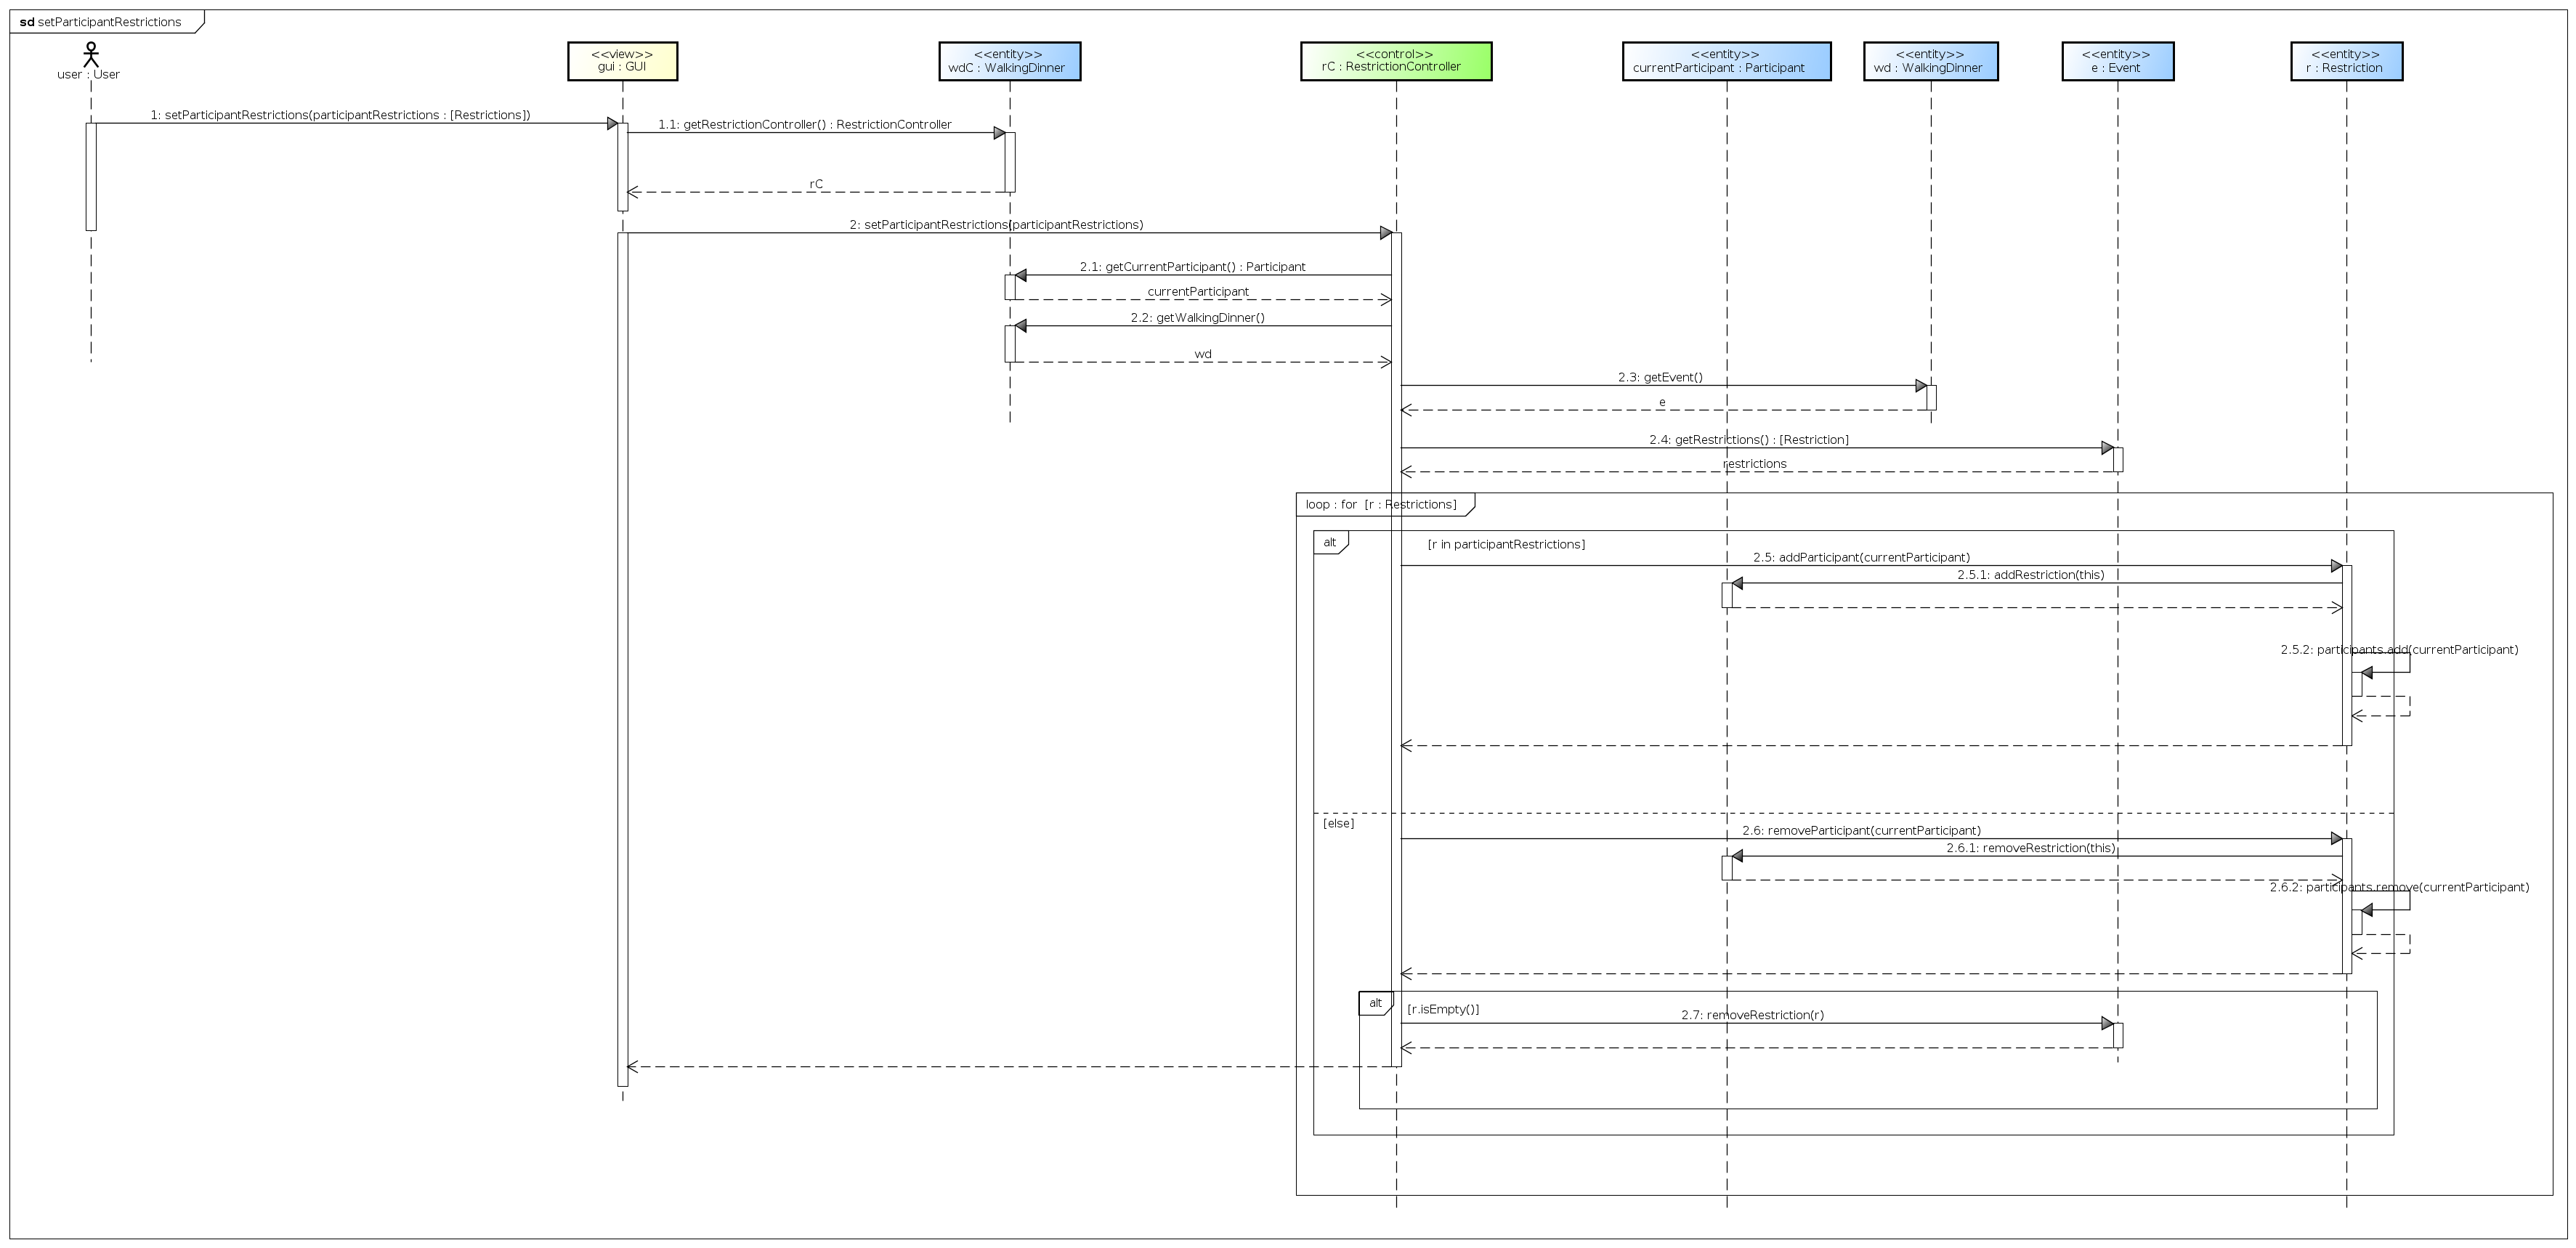 sd setParticipantRestrictions
user : User
<<view>>
gui : GUI
<<entity>>
wdC : WalkingDinner
<<control>>
rC : RestrictionController
<<entity>>
currentParticipant : Participant
<<entity>>
wd : WalkingDinner
<<entity>>
e : Event
<<entity>>
r : Restriction
1: setParticipantRestrictions(participantRestrictions : [Restrictions])
1.1: getRestrictionController() : RestrictionController
rC
2: setParticipantRestrictions(participantRestrictions)
2.1: getCurrentParticipant() : Participant
currentParticipant
2.2: getWalkingDinner()
wd
2.3: getEvent()
e
2.4: getRestrictions() : [Restriction]
restrictions
loop : for [r : Restrictions]
alt
[r in participantRestrictions]
2.5: addParticipant(currentParticipant)
2.5.1: addRestriction(this)
2.5.2: participants.add(currentParticipant)
[else]
2.6: removeParticipant(currentParticipant)
2.6.1: removeRestriction(this)
2.6.2: participants.remove(currentParticipant)
alt
[r.isEmpty()]
2.7: removeRestriction(r)